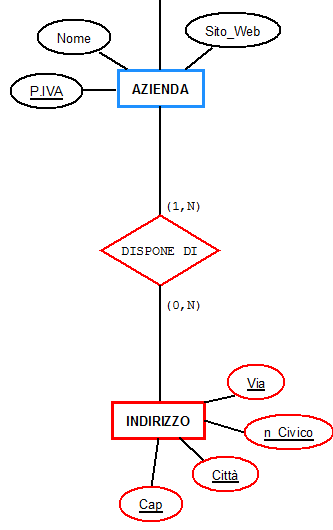 Nome
Sito_Web
P.IVA
AZIENDA
(1,N)
DISPONE DI
(0,N)
Via
INDIRIZZO
n_Civico
Città
Cap